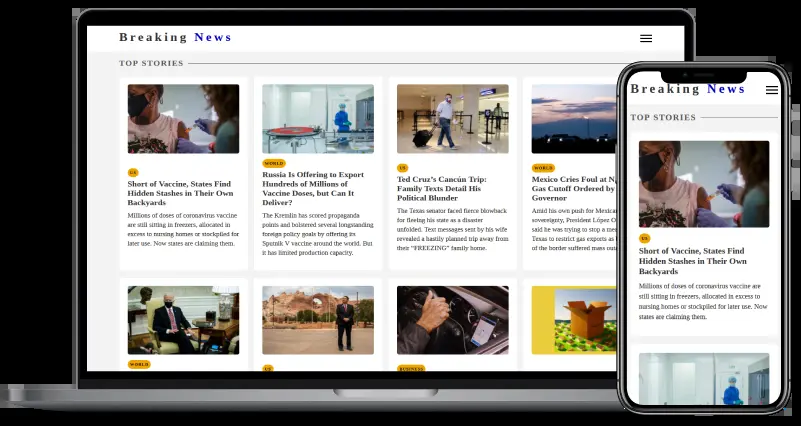 Breaking News
TOP STORIES
US
Short of Vaccine, States Find
Hidden Stashes in Their Own
Backyards
Millions of doses of coronavirus vaccine
are still sitting in freezers, allocated in
excess to nursing homes or stockpiled for
later use. Now states are claiming them.
WORLD
Russia Is Offering to Export
Hundreds of Millions of
Vaccine Doses, but Can It
Deliver?
The Kremlin has scored propaganda
points and bolstered several longstanding
foreign policy goals by offering its
Sputnik V vaccine around the world. But
it has limited production capacity.
US
Ted Cruz's Cancún Trip:
Family Texts Detail His
Political Blunder
The Texas senator faced fierce blowback
for fleeing his state as a disaster
unfolded. Text messages sent by his wife
revealed a hastily planned trip away from
their "FREEZING" family home.
WORLD
Mexico Cries Foul at
Gas Cutoff Ordered by
Governor
Amid his own push for
sovereignty, President López
said he was trying to stop a
Texas to restrict gas exports as
of the border suffered mass
WORLD
US
BUSINESS
Breaking News
TOP STORIES
US
Short of Vaccine, States Find
Hidden Stashes in Their Own
Backyards
Millions of doses of coronavirus vaccine are
still sitting in freezers, allocated in excess to
nursing homes or stockpiled for later use. Now
states are claiming them.